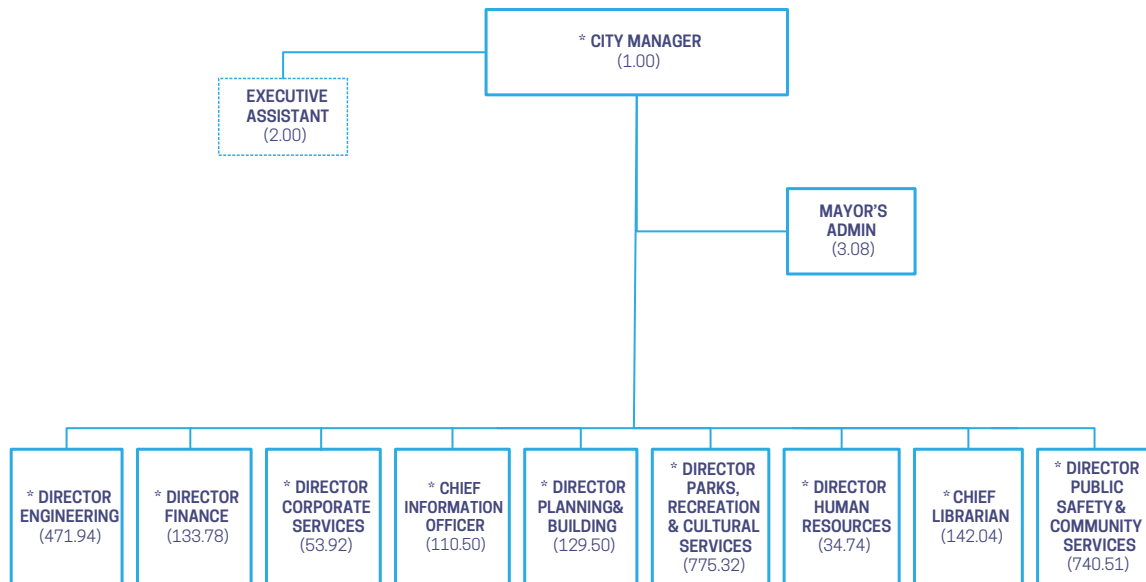 * CITY MANAGER
(1.00)
EXECUTIVE
ASSISTANT
(2.00)
MAYOR'S
ADMIN
(3.08)
* DIRECTOR
ENGINEERING
(471.94)
* DIRECTOR
FINANCE
(133.78)
* DIRECTOR
CORPORATE
SERVICES
(53.92)
* CHIEF
INFORMATION
OFFICER
(110.50)
* DIRECTOR
PLANNING&
BUILDING
(129.50)
* DIRECTOR
PARKS,
RECREATION
& CULTURAL
SERVICES
(775.32)
* DIRECTOR
HUMAN
RESOURCES
(34.74)
* CHIEF
LIBRARIAN
(142.04)
* DIRECTOR
PUBLIC
SAFETY &
COMMUNITY
SERVICES
(740.51)